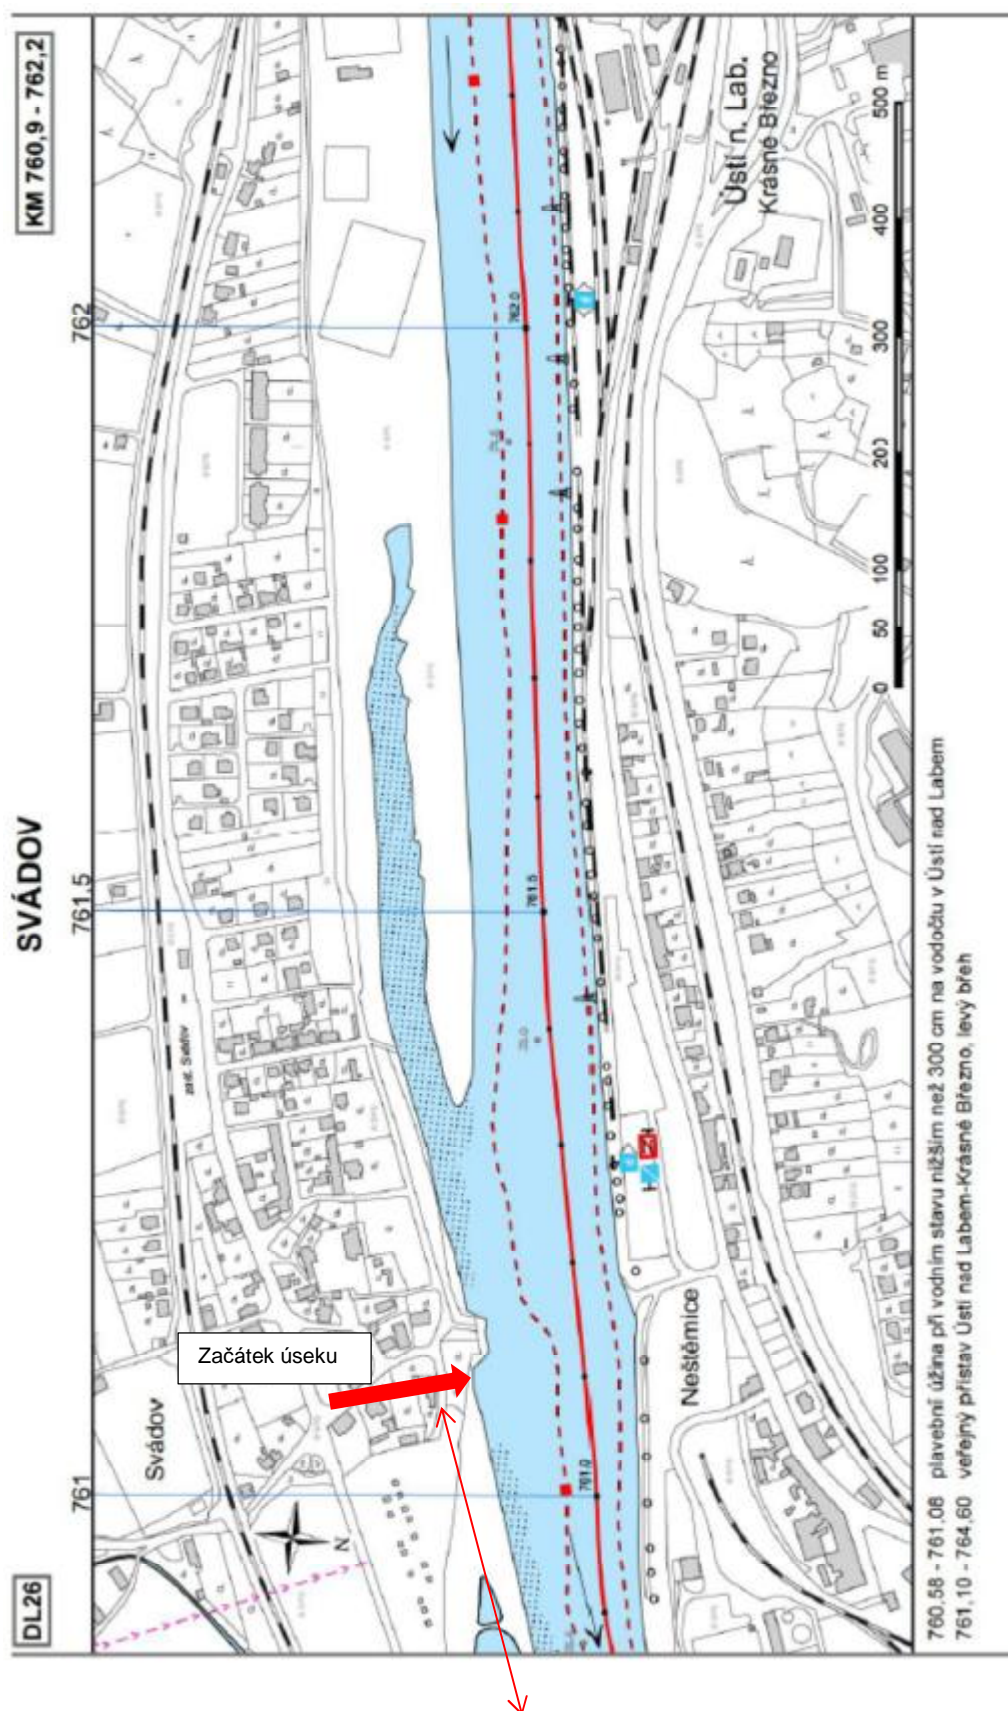 DL26
SVÁDOV
KM 760,9 - 762,2
761
761.5
762
Svádov
Začátek úseku
zast. Svádov
N
761.0
761.5
762.0
Neštěmice
Ústí n. Lab.
Krásné Březno
0
50
100
200
300
400
500 m
760,58 - 761,08 plavební úžina při vodním stavu nižším než 300 cm na vodočtu v Ústí nad Labem
761,10 - 764,60 veřejný přístav Ústí nad Labem-Krásné Březno, levý břeh